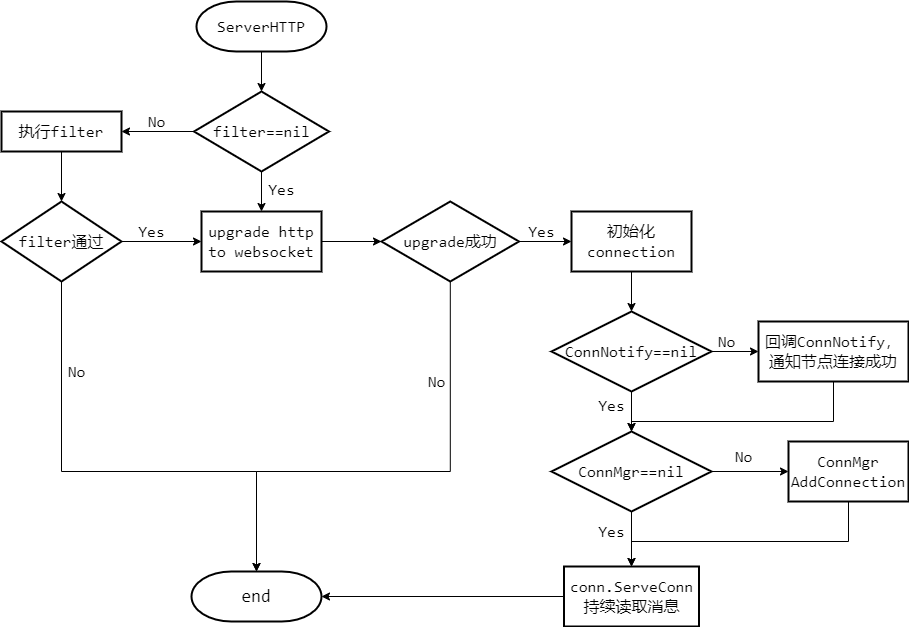 ServerHTTP
filter==nil
No
执行filter
Yes
filter通过
Yes
upgrade http
to websocket
upgrade成功
Yes
初始化
connection
ConnNotify==nil
No
回调ConnNotify,
通知节点连接成功
Yes
No
No
ConnMgr==nil
No
ConnMgr
AddConnection
Yes
conn.ServeConn
持续读取消息
end